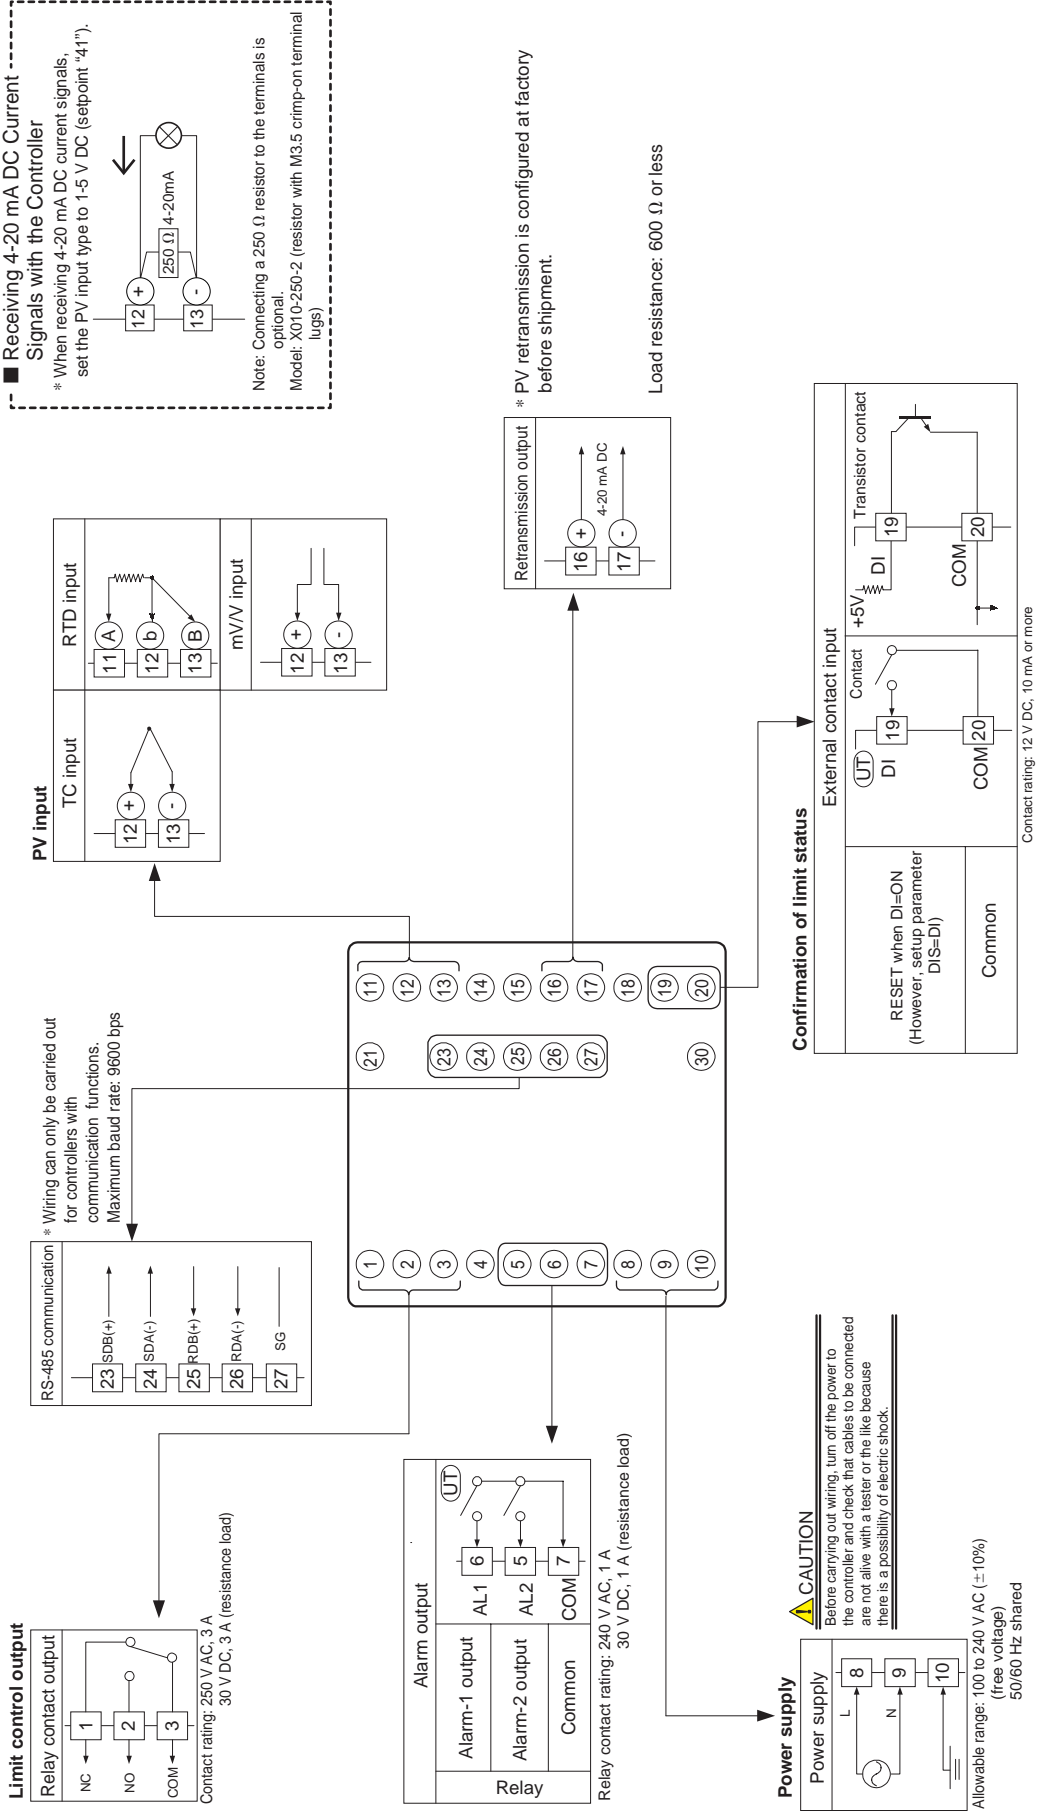 Limit control output
Relay contact output
NC
1
NO
2
COM
3
Contact rating: 250 V AC, 3 A
30 V DC, 3 A (resistance load)
RS-485 communication
23 SDB(+)
24 SDA(-)
25 RDB(+)
26 RDA(-)
27 SG
* Wiring can only be carried out
for controllers with
communication functions.
Maximum baud rate: 9600 bps
PV input
TC input
12 +
13 -
RTD input
11 A
12 b
13 B
mV/V input
12 +
13 -
■ Receiving 4-20 mA DC Current
Signals with the Controller
* When receiving 4-20 mA DC current signals,
set the PV input type to 1-5 V DC (setpoint “41”).
12 +
13 -
250 Ω 4-20mA
Note: Connecting a 250 Ω resistor to the terminals is
optional.
Model: X010-250-2 (resistor with M3.5 crimp-on terminal
lugs)
1
2
3
4
5
6
7
8
9
10
21
23
24
25
26
27
30
11
12
13
14
15
16
17
18
19
20
Alarm output
Relay
Alarm-1 output
AL1
6
UT
Alarm-2 output
AL2
5
Common
COM
7
Relay contact rating: 240 V AC, 1 A
30 V DC, 1 A (resistance load)
Retransmission output
16 +
17 -
4-20 mA DC
* PV retransmission is configured at factory
before shipment.
Load resistance: 600 Ω or less
Power supply
Power supply
L
8
N
9
10
Allowable range: 100 to 240 V AC (±10%)
(free voltage)
50/60 Hz shared
CAUTION
Before carrying out wiring, turn off the power to
the controller and check that cables to be connected
are not alive with a tester or the like because
there is a possibility of electric shock.
Confirmation of limit status
External contact input
RESET when DI=ON
(However, setup parameter
DIS=DI)
Common
UT
Contact
DI
19
COM
20
+5V
Transistor contact
DI
19
COM
20
Contact rating: 12 V DC, 10 mA or more